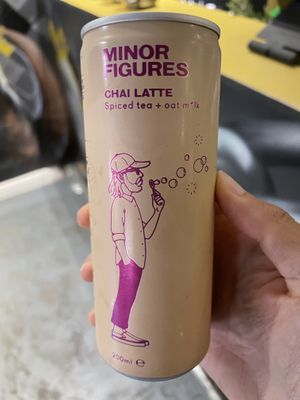 MINOR
FIGURES
CHAI LATTE
Spiced tea + oat m*lk
200ml ℮